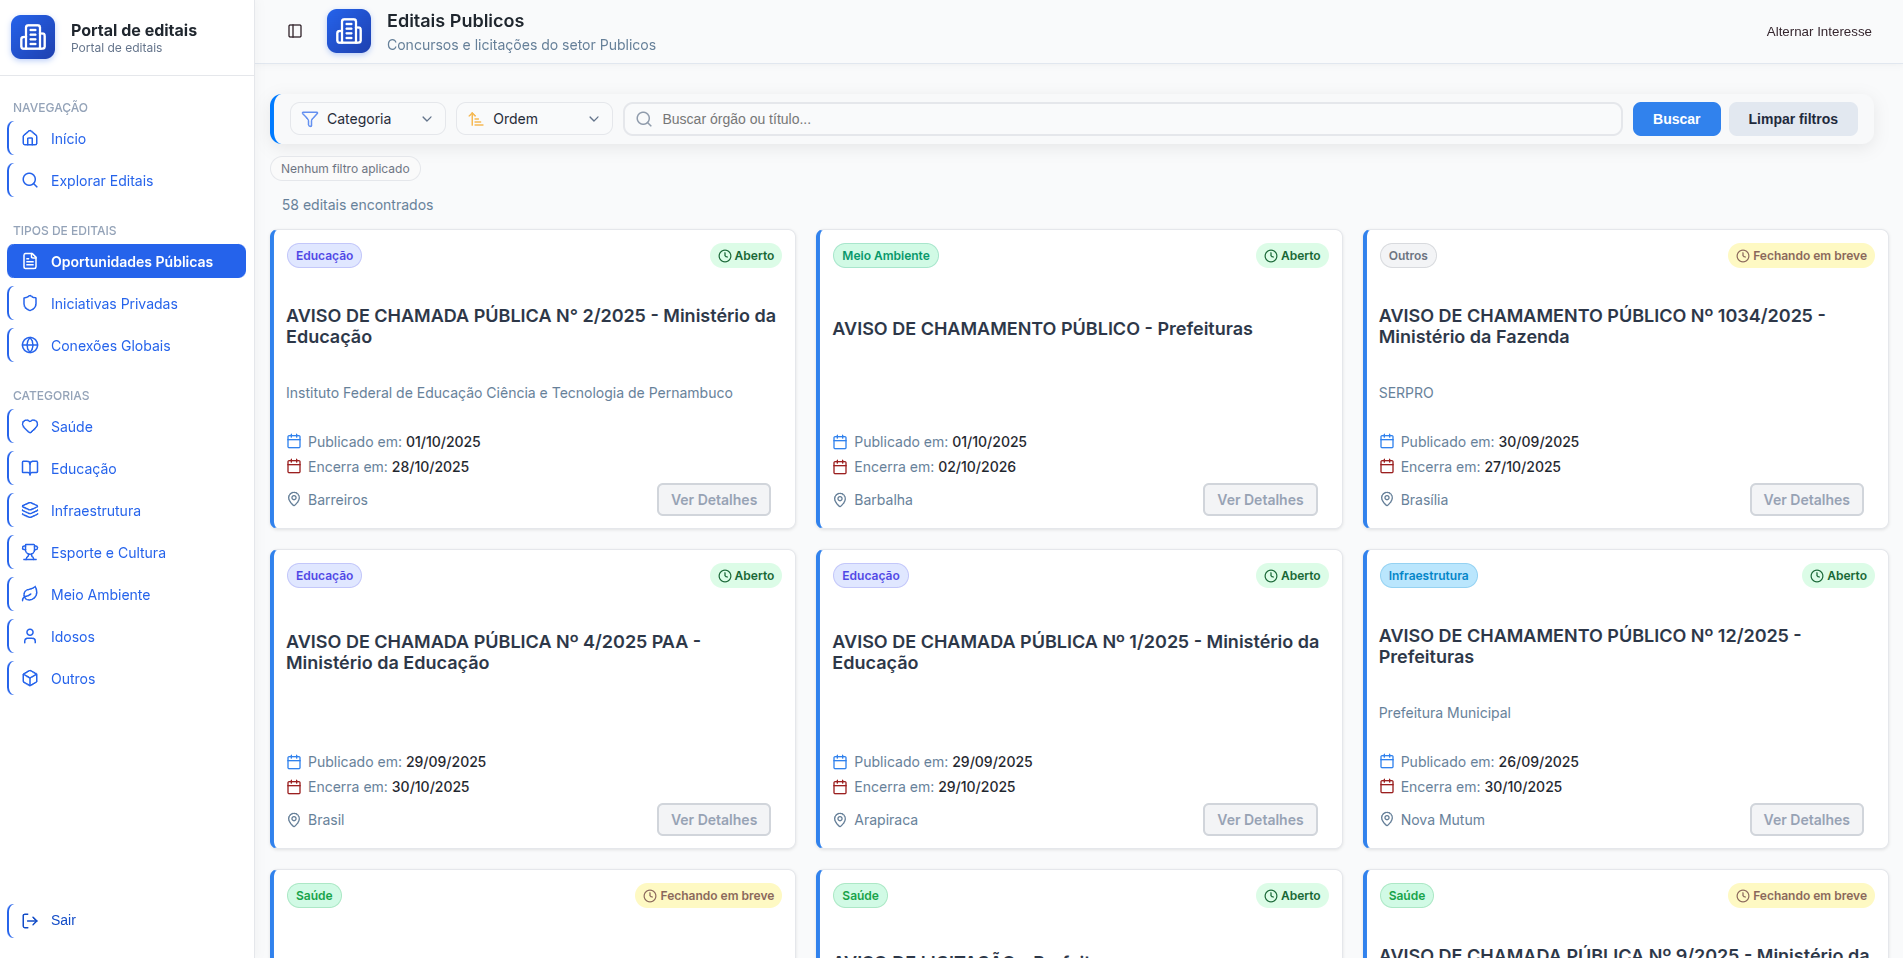 Portal de editais
Portal de editais
NAVEGAÇÃO
Início
Explorar Editais
TIPOS DE EDITAIS
Oportunidades Públicas
Iniciativas Privadas
Conexões Globais
CATEGORIAS
Saúde
Educação
Infraestrutura
Esporte e Cultura
Meio Ambiente
Idosos
Outros
Sair
Editais Publicos
Concursos e licitações do setor Publicos
Alternar Interesse
Categoria
Ordem
Buscar órgão ou título...
Buscar
Limpar filtros
Nenhum filtro aplicado
58 editais encontrados
Educação
Aberto
AVISO DE CHAMADA PÚBLICA N° 2/2025 - Ministério da
Educação
Instituto Federal de Educação Ciência e Tecnologia de Pernambuco
Publicado em: 01/10/2025
Encerra em: 28/10/2025
Barreiros
Ver Detalhes
Meio Ambiente
Aberto
AVISO DE CHAMAMENTO PÚBLICO - Prefeituras
Publicado em: 01/10/2025
Encerra em: 02/10/2026
Barbalha
Ver Detalhes
Outros
Fechando em breve
AVISO DE CHAMAMENTO PÚBLICO Nº 1034/2025 -
Ministério da Fazenda
SERPRO
Publicado em: 30/09/2025
Encerra em: 27/10/2025
Brasília
Ver Detalhes
Educação
Aberto
AVISO DE CHAMADA PÚBLICA Nº 4/2025 PAA -
Ministério da Educação
Publicado em: 29/09/2025
Encerra em: 30/10/2025
Brasil
Ver Detalhes
Educação
Aberto
AVISO DE CHAMADA PÚBLICA Nº 1/2025 - Ministério da
Educação
Publicado em: 29/09/2025
Encerra em: 29/10/2025
Arapiraca
Ver Detalhes
Infraestrutura
Aberto
AVISO DE CHAMAMENTO PÚBLICO Nº 12/2025 -
Prefeituras
Prefeitura Municipal
Publicado em: 26/09/2025
Encerra em: 30/10/2025
Nova Mutum
Ver Detalhes
Saúde
Fechando em breve
Saúde
Aberto
AVISO DE LICITAÇÃO - Prefeitu
Saúde
Fechando em breve
AVISO DE CHAMADA PÚBLICA Nº 9/2025 - Ministério da